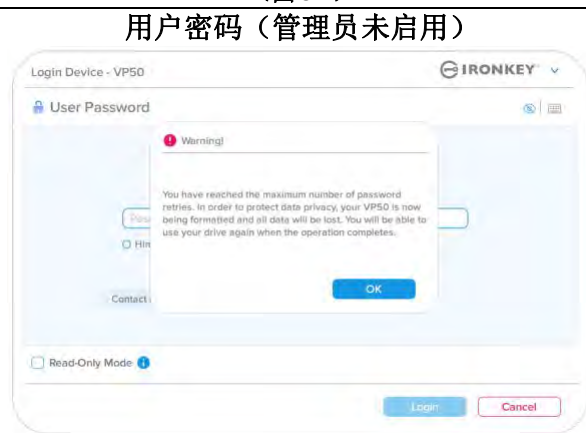 用户密码（管理员未启用）
Login Device - VP50
IRONKEY
User Password
Warning!
You have reached the maximum number of password
retries. In order to protect data privacy, your VP50 is now
being formatted and all data will be lost. You will be able to
use your drive again when the operation completes.
OK
Contact
Read-Only Mode
Login
Cancel